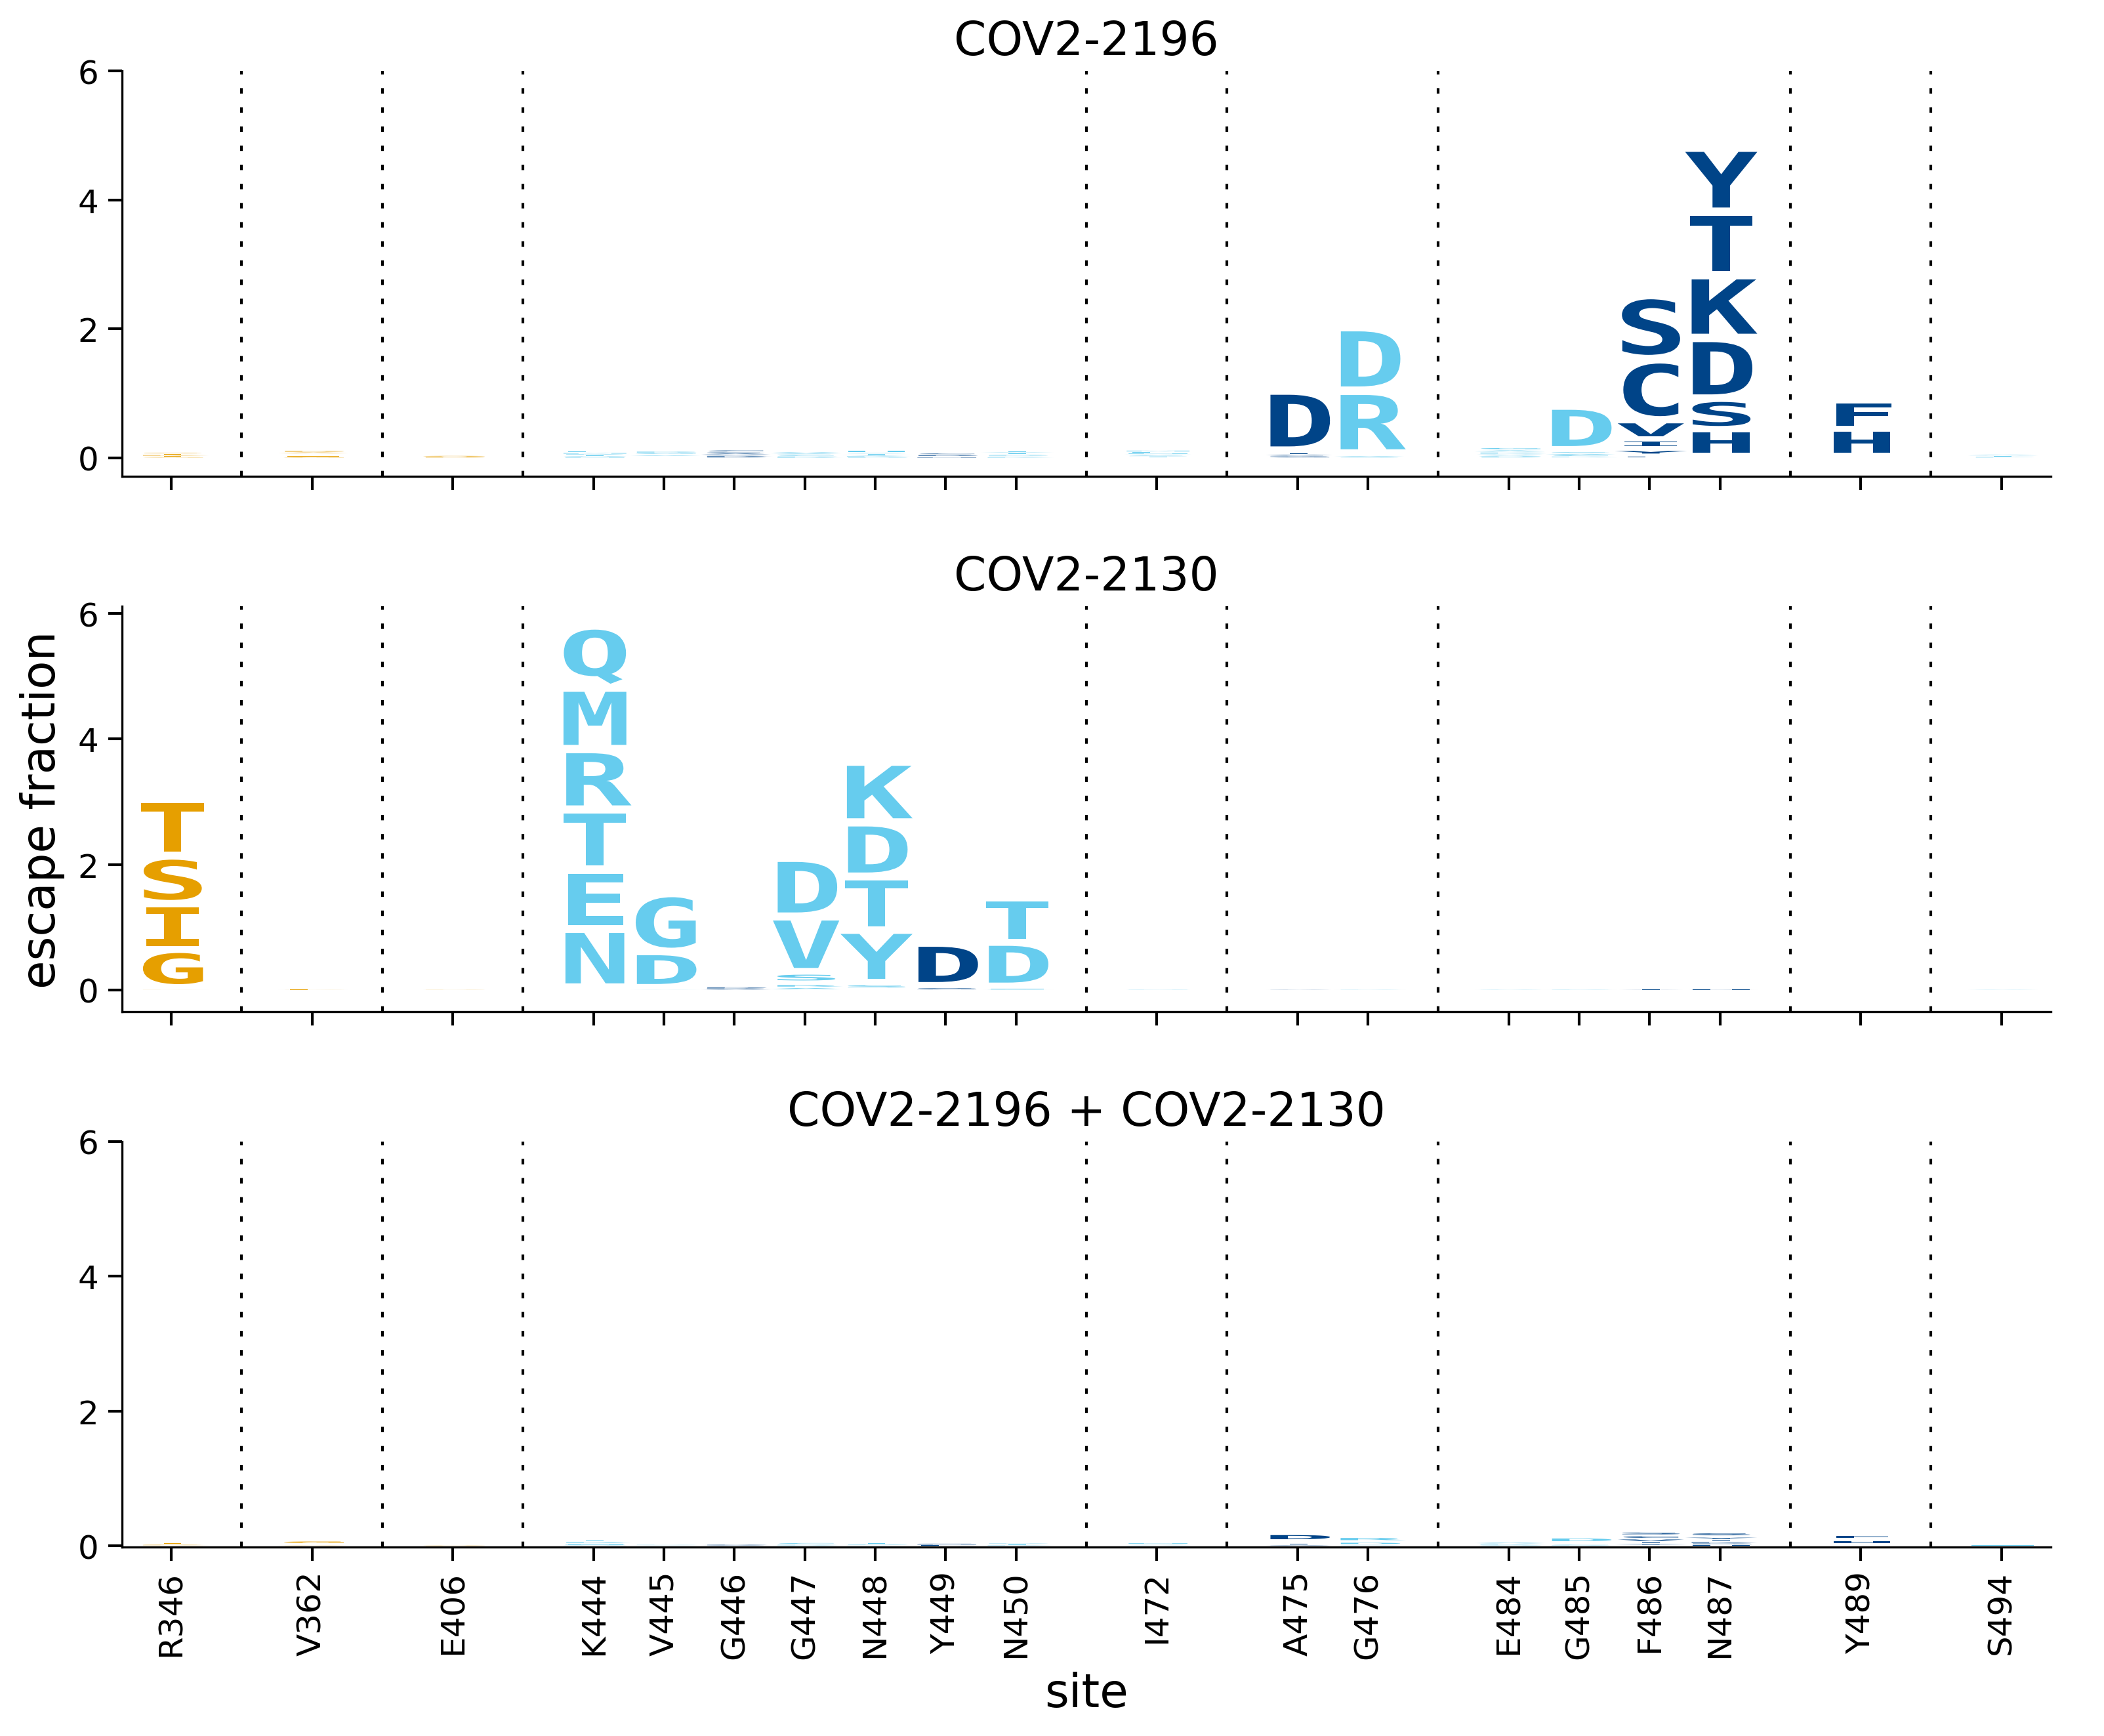 COV2-2196
6
4
2
0
D
D
R
D
S
C
V
Y
T
K
D
S
H
F
H
COV2-2130
escape fraction
6
4
2
0
T
S
I
G
Q
M
R
T
E
N
G
D
D
V
S
K
D
T
Y
D
T
D
COV2-2196 + COV2-2130
6
4
2
0
R346 V362 E406 K444 V445 G446 G447 N448 Y449 N450 I472 A475 G476 E484 G485 F486 N487 Y489 S494
site